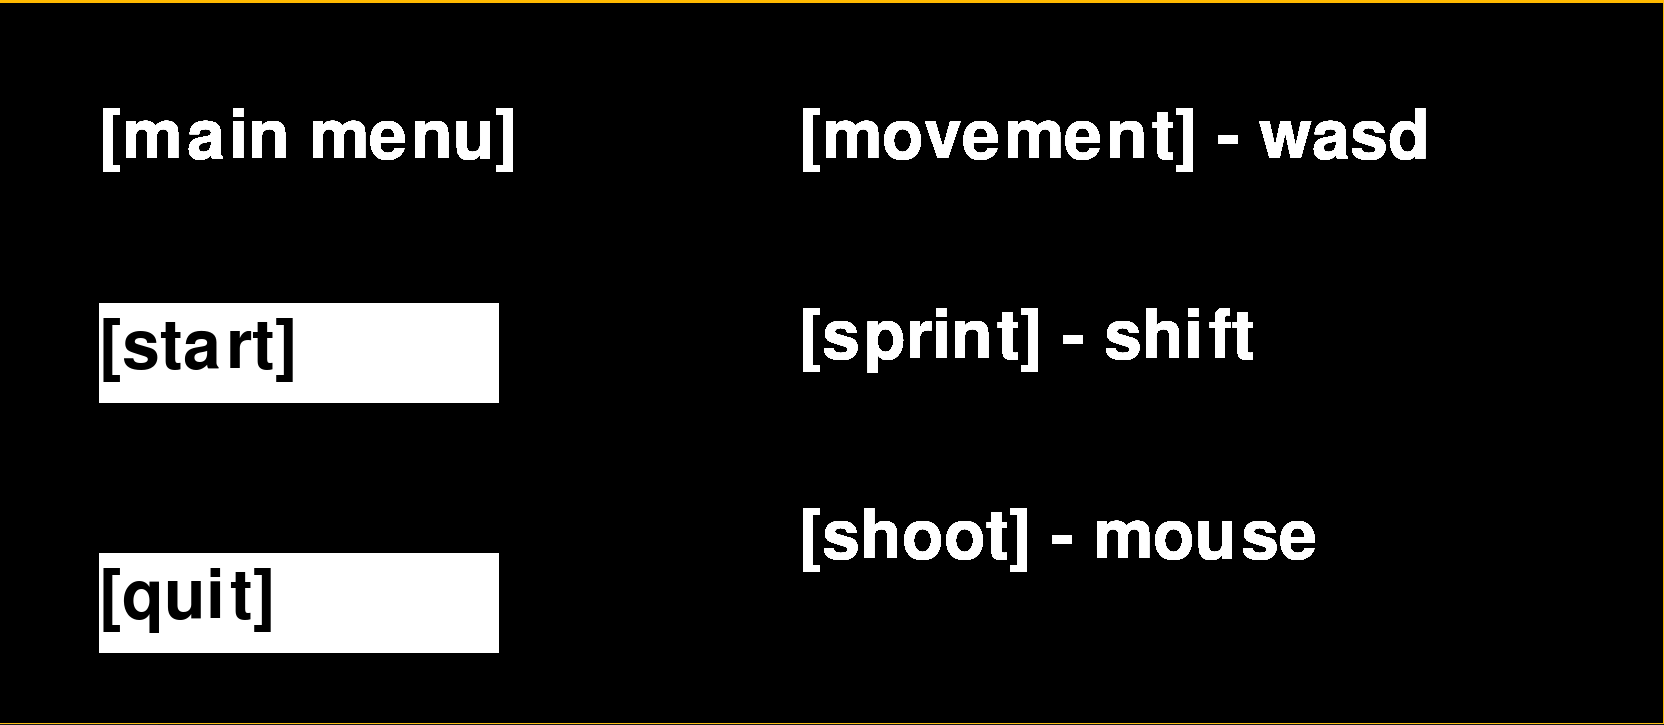 [main menu]
[start]
[quit]
[movement] - wasd
[sprint] - shift
[shoot] - mouse